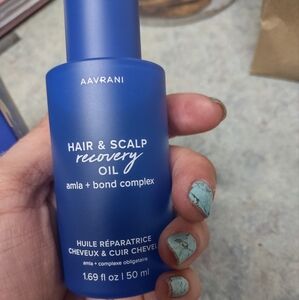 AAVRANI
HAIR & SCALP
recovery
OIL
amla + bond complex
HUILE RÉPARATRICE
CHEVEUX & CUIR CHEVEL
amla + complexe obligataire
1.69 fl oz | 50 ml